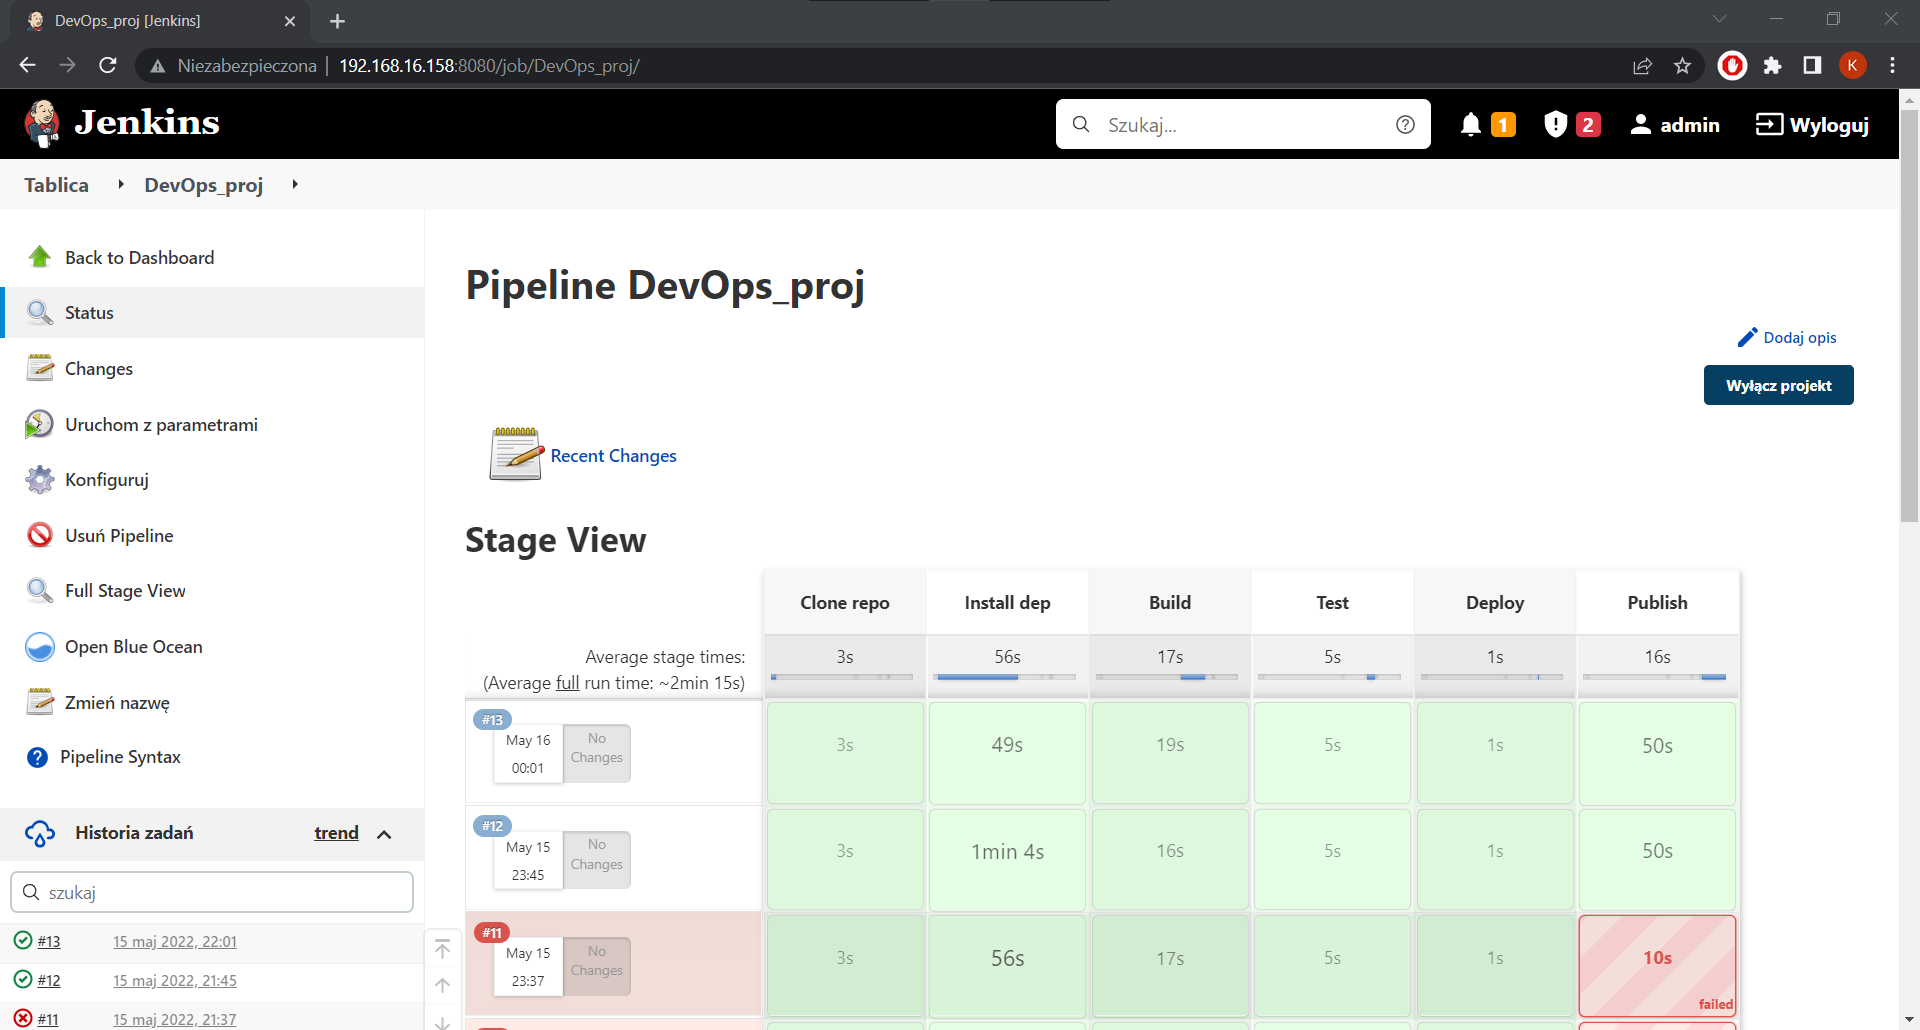 DevOps_proj [Jenkins]
Niezabezpieczona | 192.168.16.158:8080/job/DevOps_proj/
K
Jenkins
Szukaj...
1
2
admin
Wyloguj
Tablica
DevOps_proj
Back to Dashboard
Status
Changes
Uruchom z parametrami
Konfiguruj
Usuń Pipeline
Full Stage View
Open Blue Ocean
Zmień nazwę
Pipeline Syntax
Historia zadań
trend
szukaj
#13 15 maj 2022, 22:01
#12 15 maj 2022, 21:45
#11 15 maj 2022, 21:37
Pipeline DevOps_proj
Dodaj opis
Wyłącz projekt
Recent Changes
Stage View
Clone repo Install dep Build Test Deploy Publish
Average stage times: 3s 56s 17s 5s 1s 16s
(Average full run time: ~2min 15s)
#13
May 16
00:01
No
Changes
3s 49s 19s 5s 1s 50s
#12
May 15
23:45
No
Changes
3s 1min 4s 16s 5s 1s 50s
#11
May 15
23:37
No
Changes
3s 56s 17s 5s 1s 10s
failed